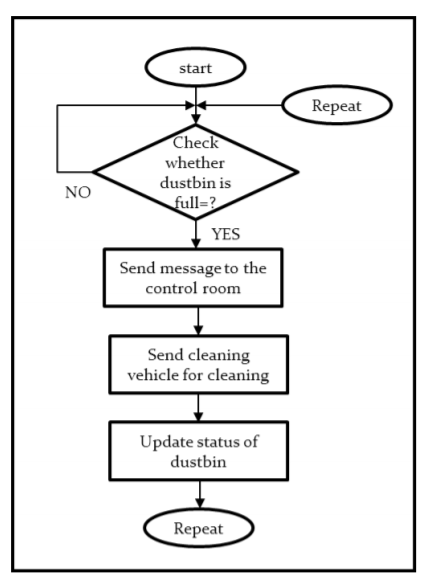 start
Repeat
Check
whether
dustbin is
full=?
NO
YES
Send message to the
control room
Send cleaning
vehicle for cleaning
Update status of
dustbin
Repeat